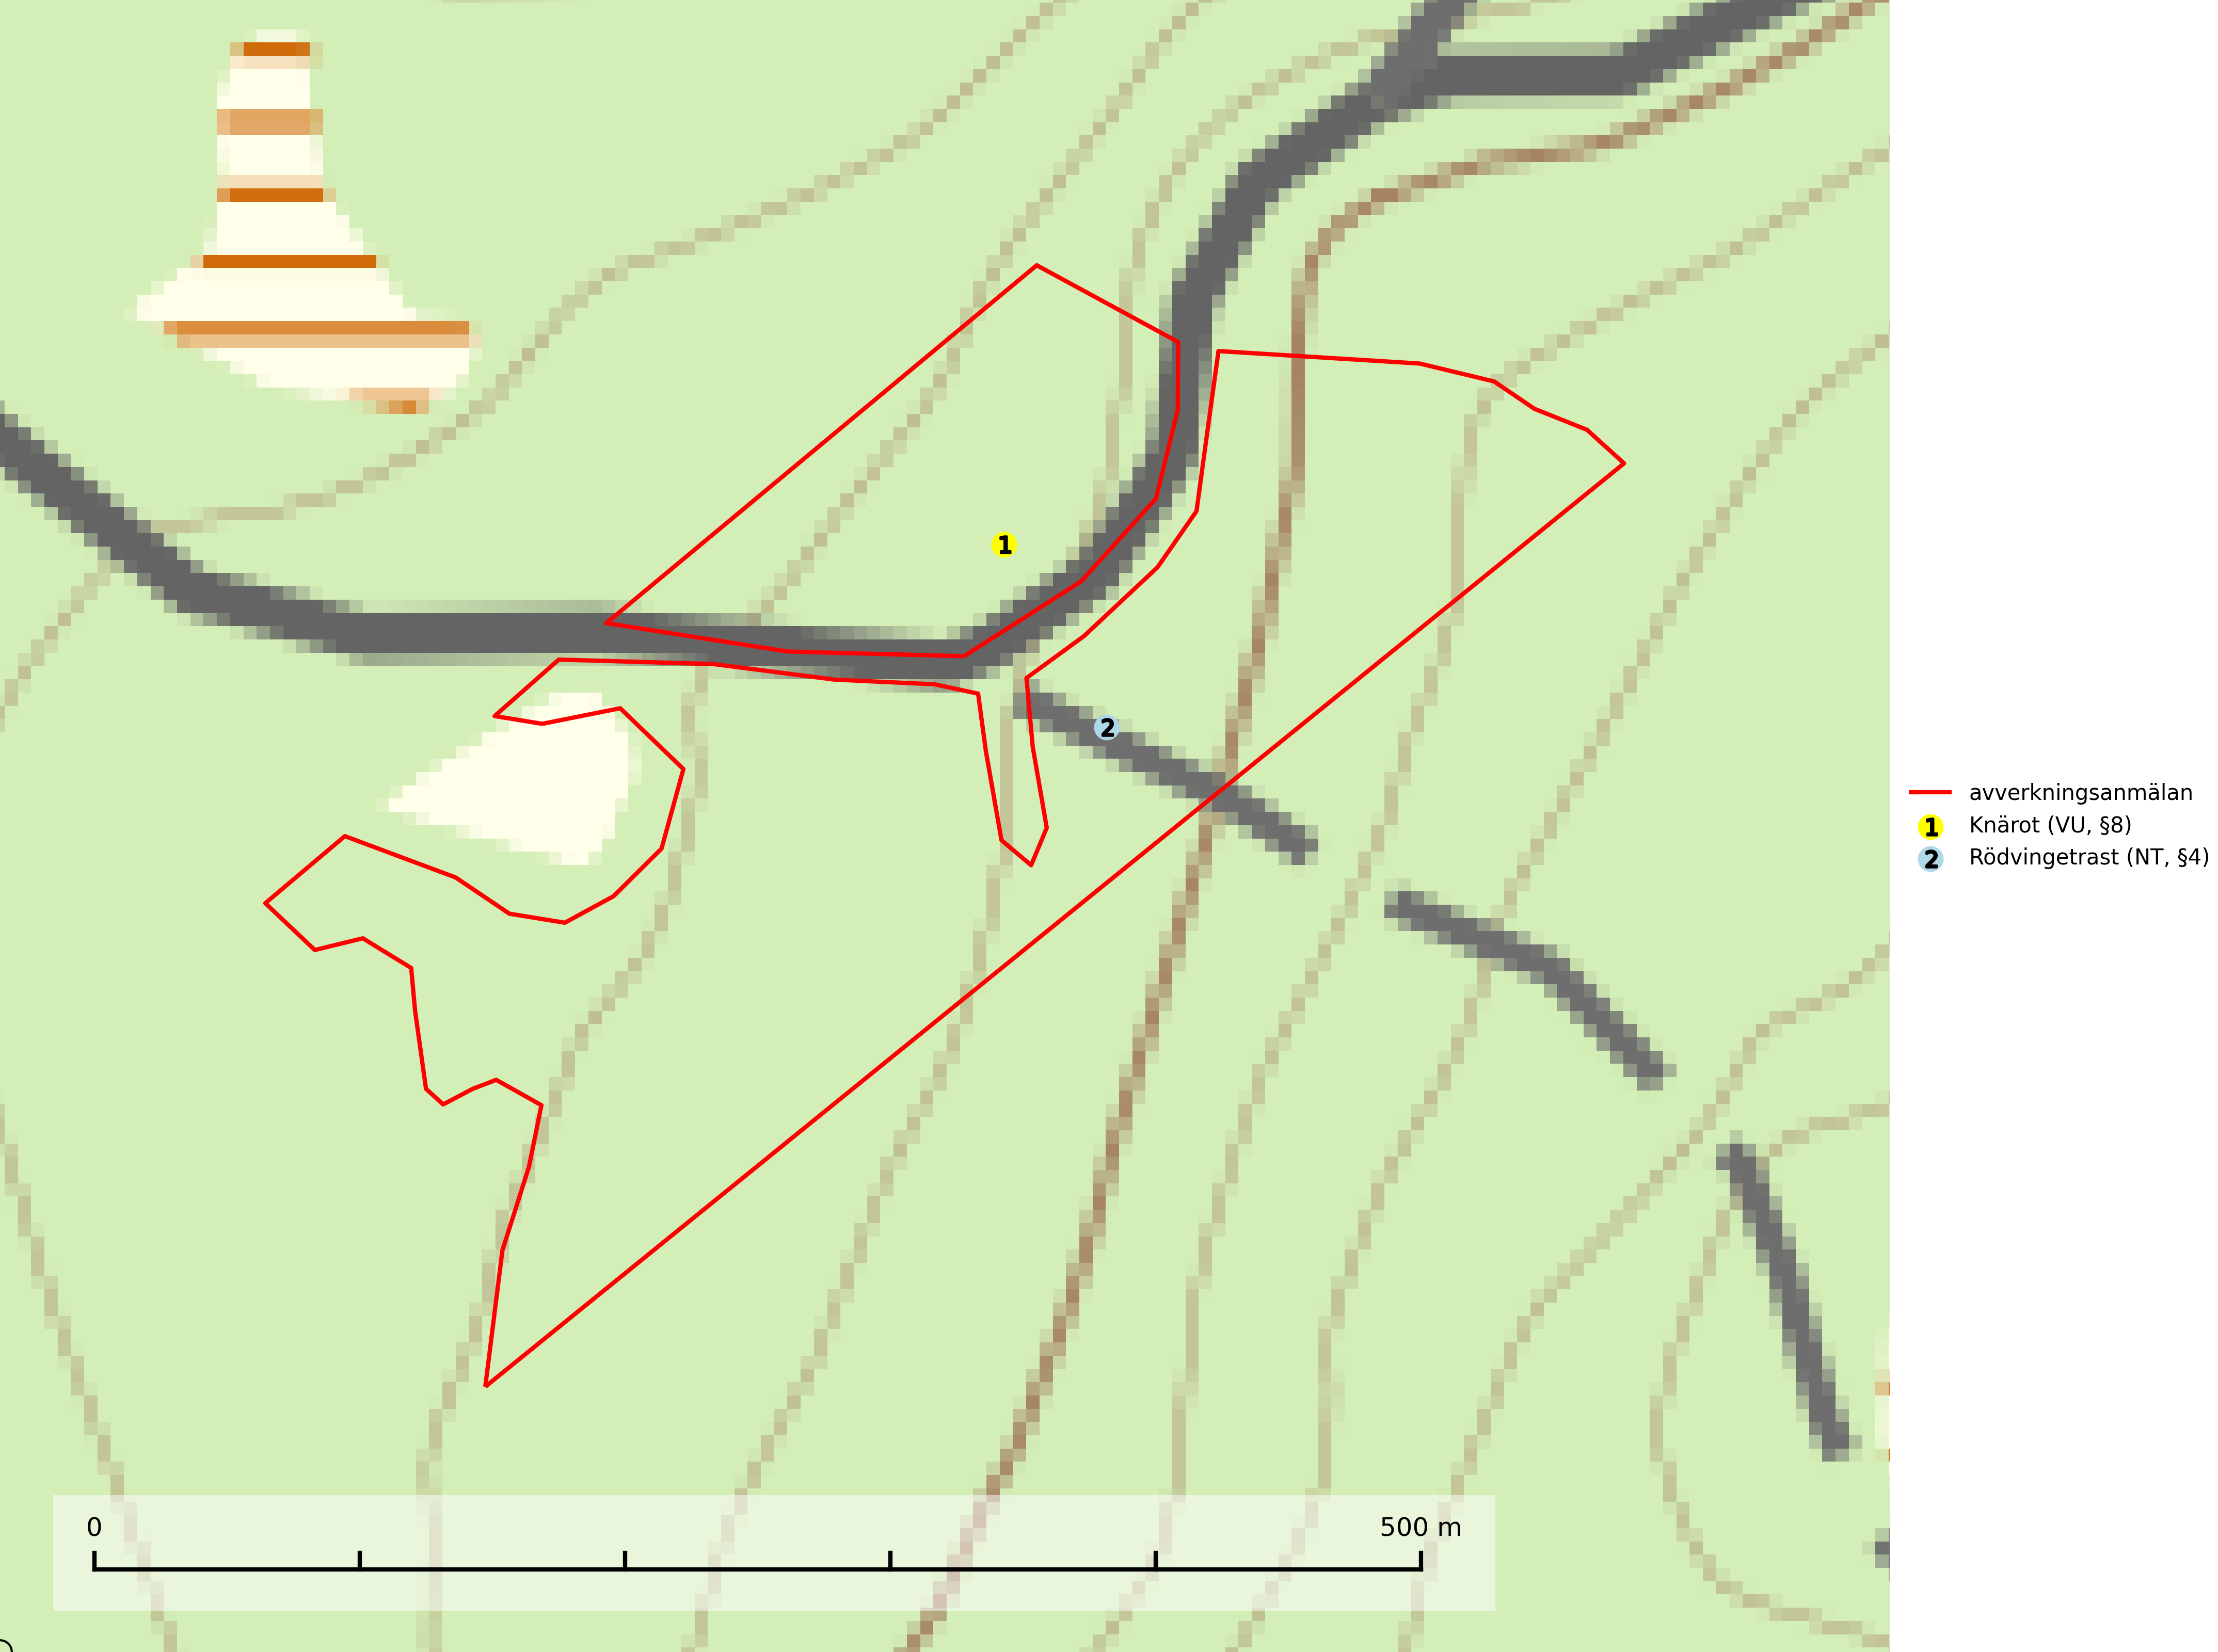 1
2
avverkningsanmälan
1 Knärot (VU, §8)
2 Rödvingetrast (NT, §4)
0 500 m